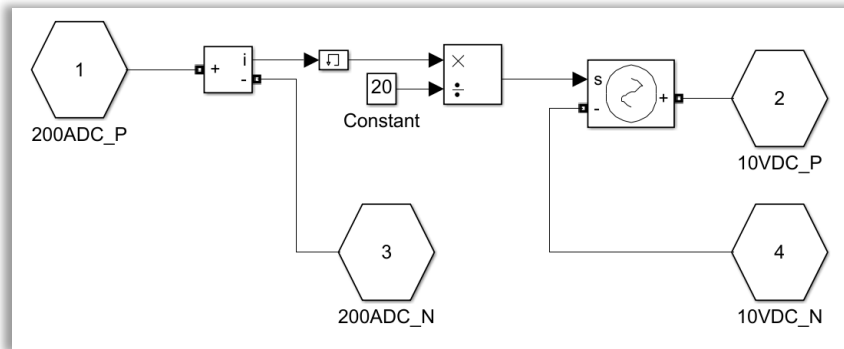 1
200ADC_P
+
i
-
20
Constant
×
÷
s
-
+
2
10VDC_P
3
200ADC_N
4
10VDC_N